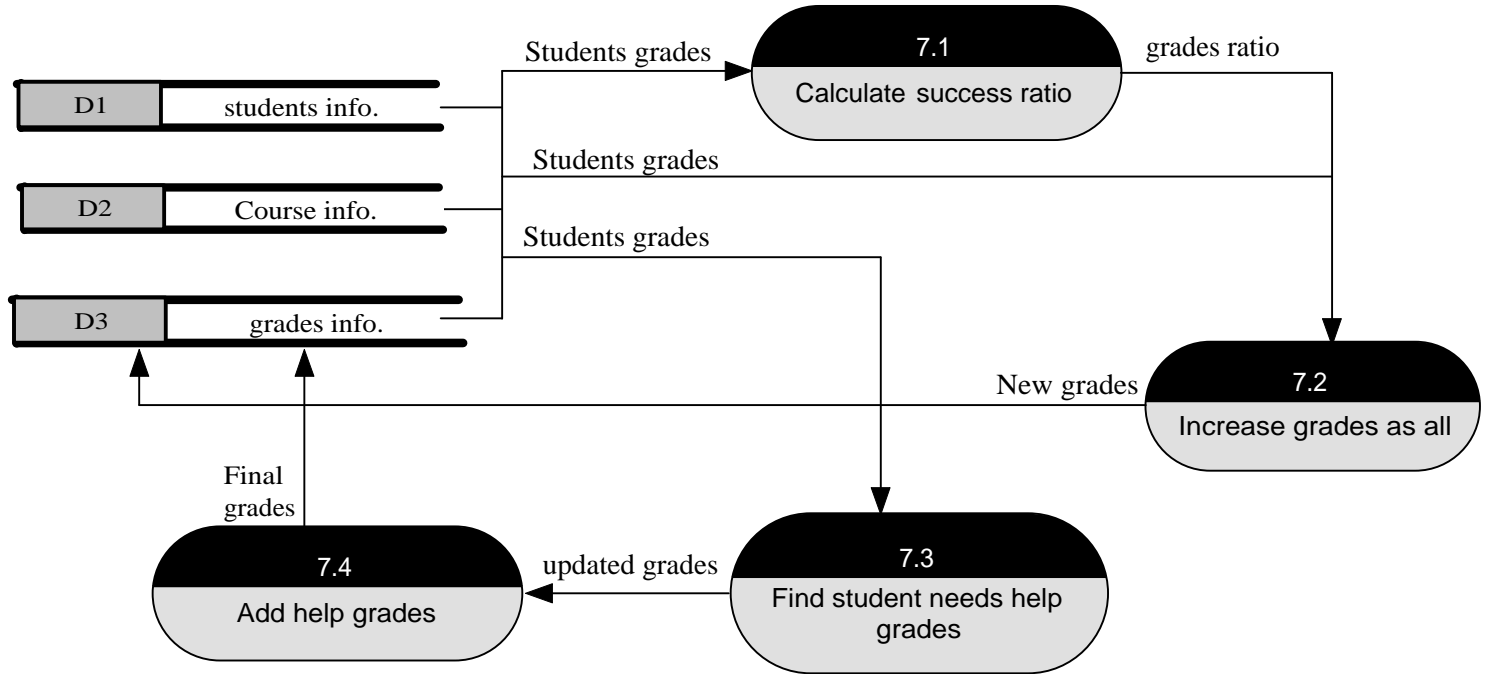 7.1
Students grades
grades ratio
Calculate success ratio
D1
students info.
Students grades
D2
Course info.
Students grades
D3
grades info.
New grades
7.2
Increase grades as all
Final
grades
7.4
Add help grades
updated grades
7.3
Find student needs help
grades